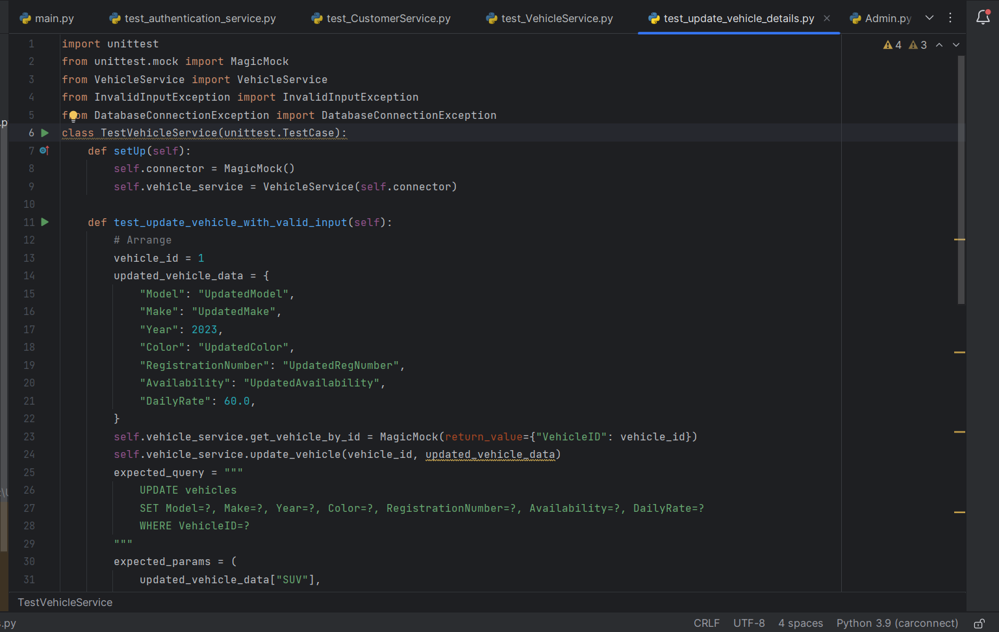 main.py test_authentication_service.py test_CustomerService.py test_VehicleService.py test_update_vehicle_details.py Admin.py
4 3
1 import unittest
2 from unittest.mock import MagicMock
3 from VehicleService import VehicleService
4 from InvalidInputException import InvalidInputException
5 from DatabaseConnectionException import DatabaseConnectionException
6 class TestVehicleService(unittest.TestCase):
7 def setUp(self):
8 self.connector = MagicMock()
9 self.vehicle_service = VehicleService(self.connector)
10
11 def test_update_vehicle_with_valid_input(self):
12 # Arrange
13 vehicle_id = 1
14 updated_vehicle_data = {
15 "Model": "UpdatedModel",
16 "Make": "UpdatedMake",
17 "Year": 2023,
18 "Color": "UpdatedColor",
19 "RegistrationNumber": "UpdatedRegNumber",
20 "Availability": "UpdatedAvailability",
21 "DailyRate": 60.0,
22 }
23 self.vehicle_service.get_vehicle_by_id = MagicMock(return_value={"VehicleID": vehicle_id})
24 self.vehicle_service.update_vehicle(vehicle_id, updated_vehicle_data)
25 expected_query = """
26 UPDATE vehicles
27 SET Model=?, Make=?, Year=?, Color=?, RegistrationNumber=?, Availability=?, DailyRate=?
28 WHERE VehicleID=?
29 """
30 expected_params = (
31 updated_vehicle_data["SUV"],
TestVehicleService
.py CRLF UTF-8 4 spaces Python 3.9 (carconnect)